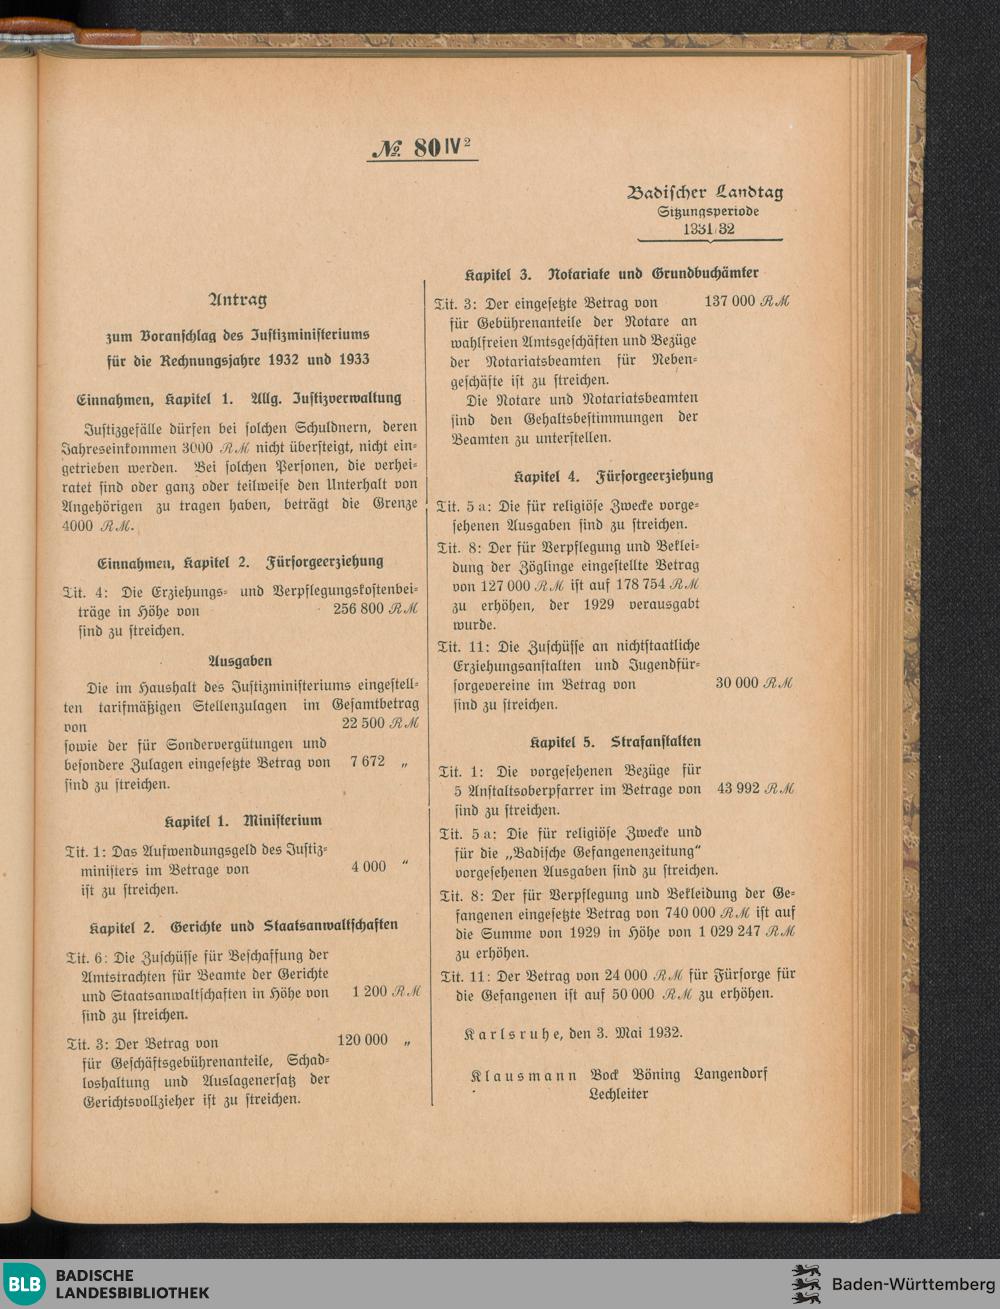 № 80 IV 2
Badischer Landtag
Sitzungsperiode
1931/32
Antrag
zum Voranschlag des Justizministeriums
für die Rechnungsjahre 1932 und 1933
Einnahmen, Kapitel 1. Allg. Justizverwaltung
Justizgefälle dürfen bei solchen Schuldnern, deren
Jahreseinkommen 3000 RM nicht übersteigt, nicht ein-
getrieben werden. Bei solchen Personen, die verhei-
ratet sind oder ganz oder teilweise den Unterhalt von
Angehörigen zu tragen haben, beträgt die Grenze
4000 RM.
Einnahmen, Kapitel 2. Fürsorgeerziehung
Tit. 4: Die Erziehungs- und Verpflegungskostenbei-
träge in Höhe von 256 800 RM
sind zu streichen.
Ausgaben
Die im Haushalt des Justizministeriums eingestell-
ten tarifmäßigen Stellenzulagen im Gesamtbetrag
von 22 500 RM
sowie der für Sondervergütungen und
besondere Zulagen eingesetzte Betrag von 7 672 „
sind zu streichen.
Kapitel 1. Ministerium
Tit. 1: Das Aufwendungsgeld des Justiz-
ministers im Betrage von 4 000 “
ist zu streichen.
Kapitel 2. Gerichte und Staatsanwaltschaften
Tit. 6: Die Zuschüsse für Beschaffung der
Amtstrachten für Beamte der Gerichte
und Staatsanwaltschaften in Höhe von 1 200 RM
sind zu streichen.
Tit. 3: Der Betrag von 120 000 „
für Geschäftsgebührenanteile, Schad-
loshaltung und Auslagenersatz der
Gerichtsvollzieher ist zu streichen.
Kapitel 3. Notariate und Grundbuchämter
Tit. 3: Der eingesetzte Betrag von 137 000 RM
für Gebührenanteile der Notare an
wahlfreien Amtsgeschäften und Bezüge
der Notariatsbeamten für Neben-
geschäfte ist zu streichen.
Die Notare und Notariatsbeamten
sind den Gehaltsbestimmungen der
Beamten zu unterstellen.
Kapitel 4. Fürsorgeerziehung
Tit. 5 a: Die für religiöse Zwecke vorge-
sehenen Ausgaben sind zu streichen.
Tit. 8: Der für Verpflegung und Beklei-
dung der Zöglinge eingestellte Betrag
von 127 000 RM ist auf 178 754 RM
zu erhöhen, der 1929 verausgabt
wurde.
Tit. 11: Die Zuschüsse an nichtstaatliche
Erziehungsanstalten und Jugendfür-
sorgevereine im Betrag von 30 000 RM
sind zu streichen.
Kapitel 5. Strafanstalten
Tit. 1: Die vorgesehenen Bezüge für
5 Anstaltsoberpfarrer im Betrage von 43 992 RM
sind zu streichen.
Tit. 5 a: Die für religiöse Zwecke und
für die „Badische Gefangenenzeitung“
vorgesehenen Ausgaben sind zu streichen.
Tit. 8: Der für Verpflegung und Bekleidung der Ge-
fangenen eingesetzte Betrag von 740 000 RM ist auf
die Summe von 1929 in Höhe von 1 029 247 RM
zu erhöhen.
Tit. 11: Der Betrag von 24 000 RM für Fürsorge für
die Gefangenen ist auf 50 000 RM zu erhöhen.
Karlsruhe, den 3. Mai 1932.
Klausmann Bock Böning Langendorf
Lechleiter
BLB BADISCHE
LANDESBIBLIOTHEK
Baden-Württemberg